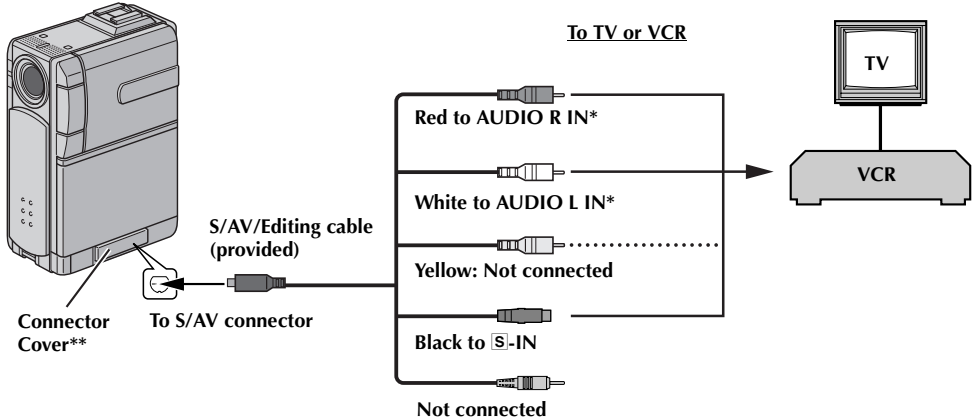 To TV or VCR
TV
Red to AUDIO R IN*
VCR
White to AUDIO L IN*
S/AV/Editing cable
(provided)
Yellow: Not connected
Connector
Cover**
To S/AV connector
Black to S-IN
Not connected